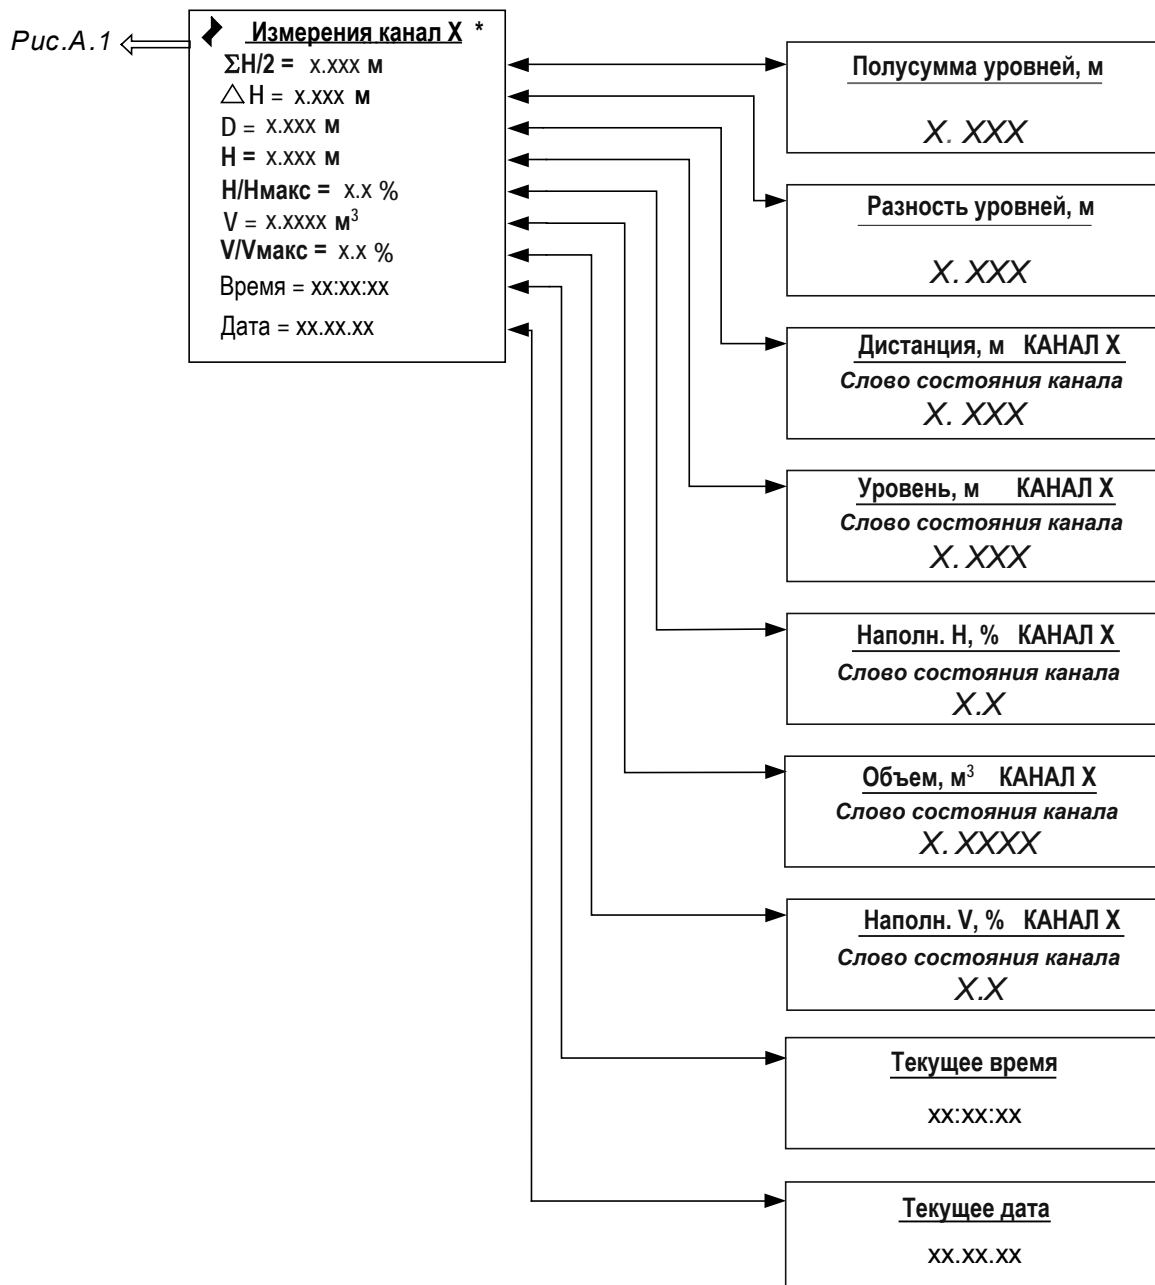 Рис.А.1
Измерения канал X *
ΣH/2 = x.xxx м
△ H = x.xxx м
D = x.xxx м
H = x.xxx м
H/Hмакс = x.x %
V = x.xxxx м³
V/Vмакс = x.x %
Время = xx:xx:xx
Дата = xx.xx.xx
Полусумма уровней, м
X. XXX
Разность уровней, м
X. XXX
Дистанция, м КАНАЛ X
Слово состояния канала
X. XXX
Уровень, м КАНАЛ X
Слово состояния канала
X. XXX
Наполн. H, % КАНАЛ X
Слово состояния канала
X.X
Объем, м³ КАНАЛ X
Слово состояния канала
X. XXXX
Наполн. V, % КАНАЛ X
Слово состояния канала
X.X
Текущее время
xx:xx:xx
Текущее дата
xx.xx.xx